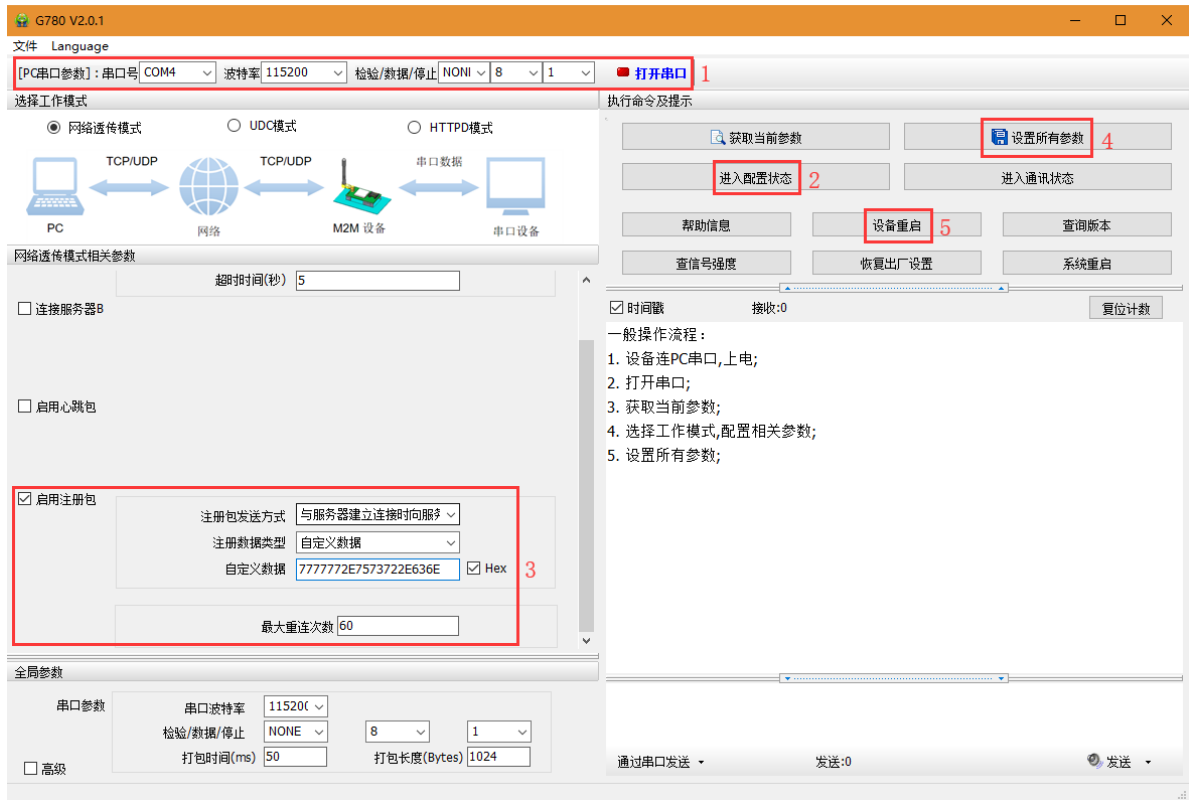 G780 V2.0.1
文件 Language
[PC串口参数]：串口号 COM4 波特率 115200 检验/数据/停止 NONI 8 1 打开串口 1
选择工作模式
网络透传模式 UDC模式 HTTPD模式
TCP/UDP TCP/UDP 串口数据
PC 网络 M2M 设备 串口设备
网络透传模式相关参数
超时时间(秒) 5
连接服务器B
启用心跳包
启用注册包
注册包发送方式 与服务器建立连接时向服务
注册数据类型 自定义数据
自定义数据 7777772E7573722E636E Hex 3
最大重连次数 60
全局参数
串口参数 串口波特率 115200
检验/数据/停止 NONE 8 1
打包时间(ms) 50 打包长度(Bytes) 1024
高级
执行命令及提示
获取当前参数 设置所有参数 4
进入配置状态 2 进入通讯状态
帮助信息 设备重启 5 查询版本
查信号强度 恢复出厂设置 系统重启
时间戳 接收:0 复位计数
一般操作流程：
1. 设备连PC串口,上电;
2. 打开串口;
3. 获取当前参数;
4. 选择工作模式,配置相关参数;
5. 设置所有参数;
通过串口发送 发送:0 发送